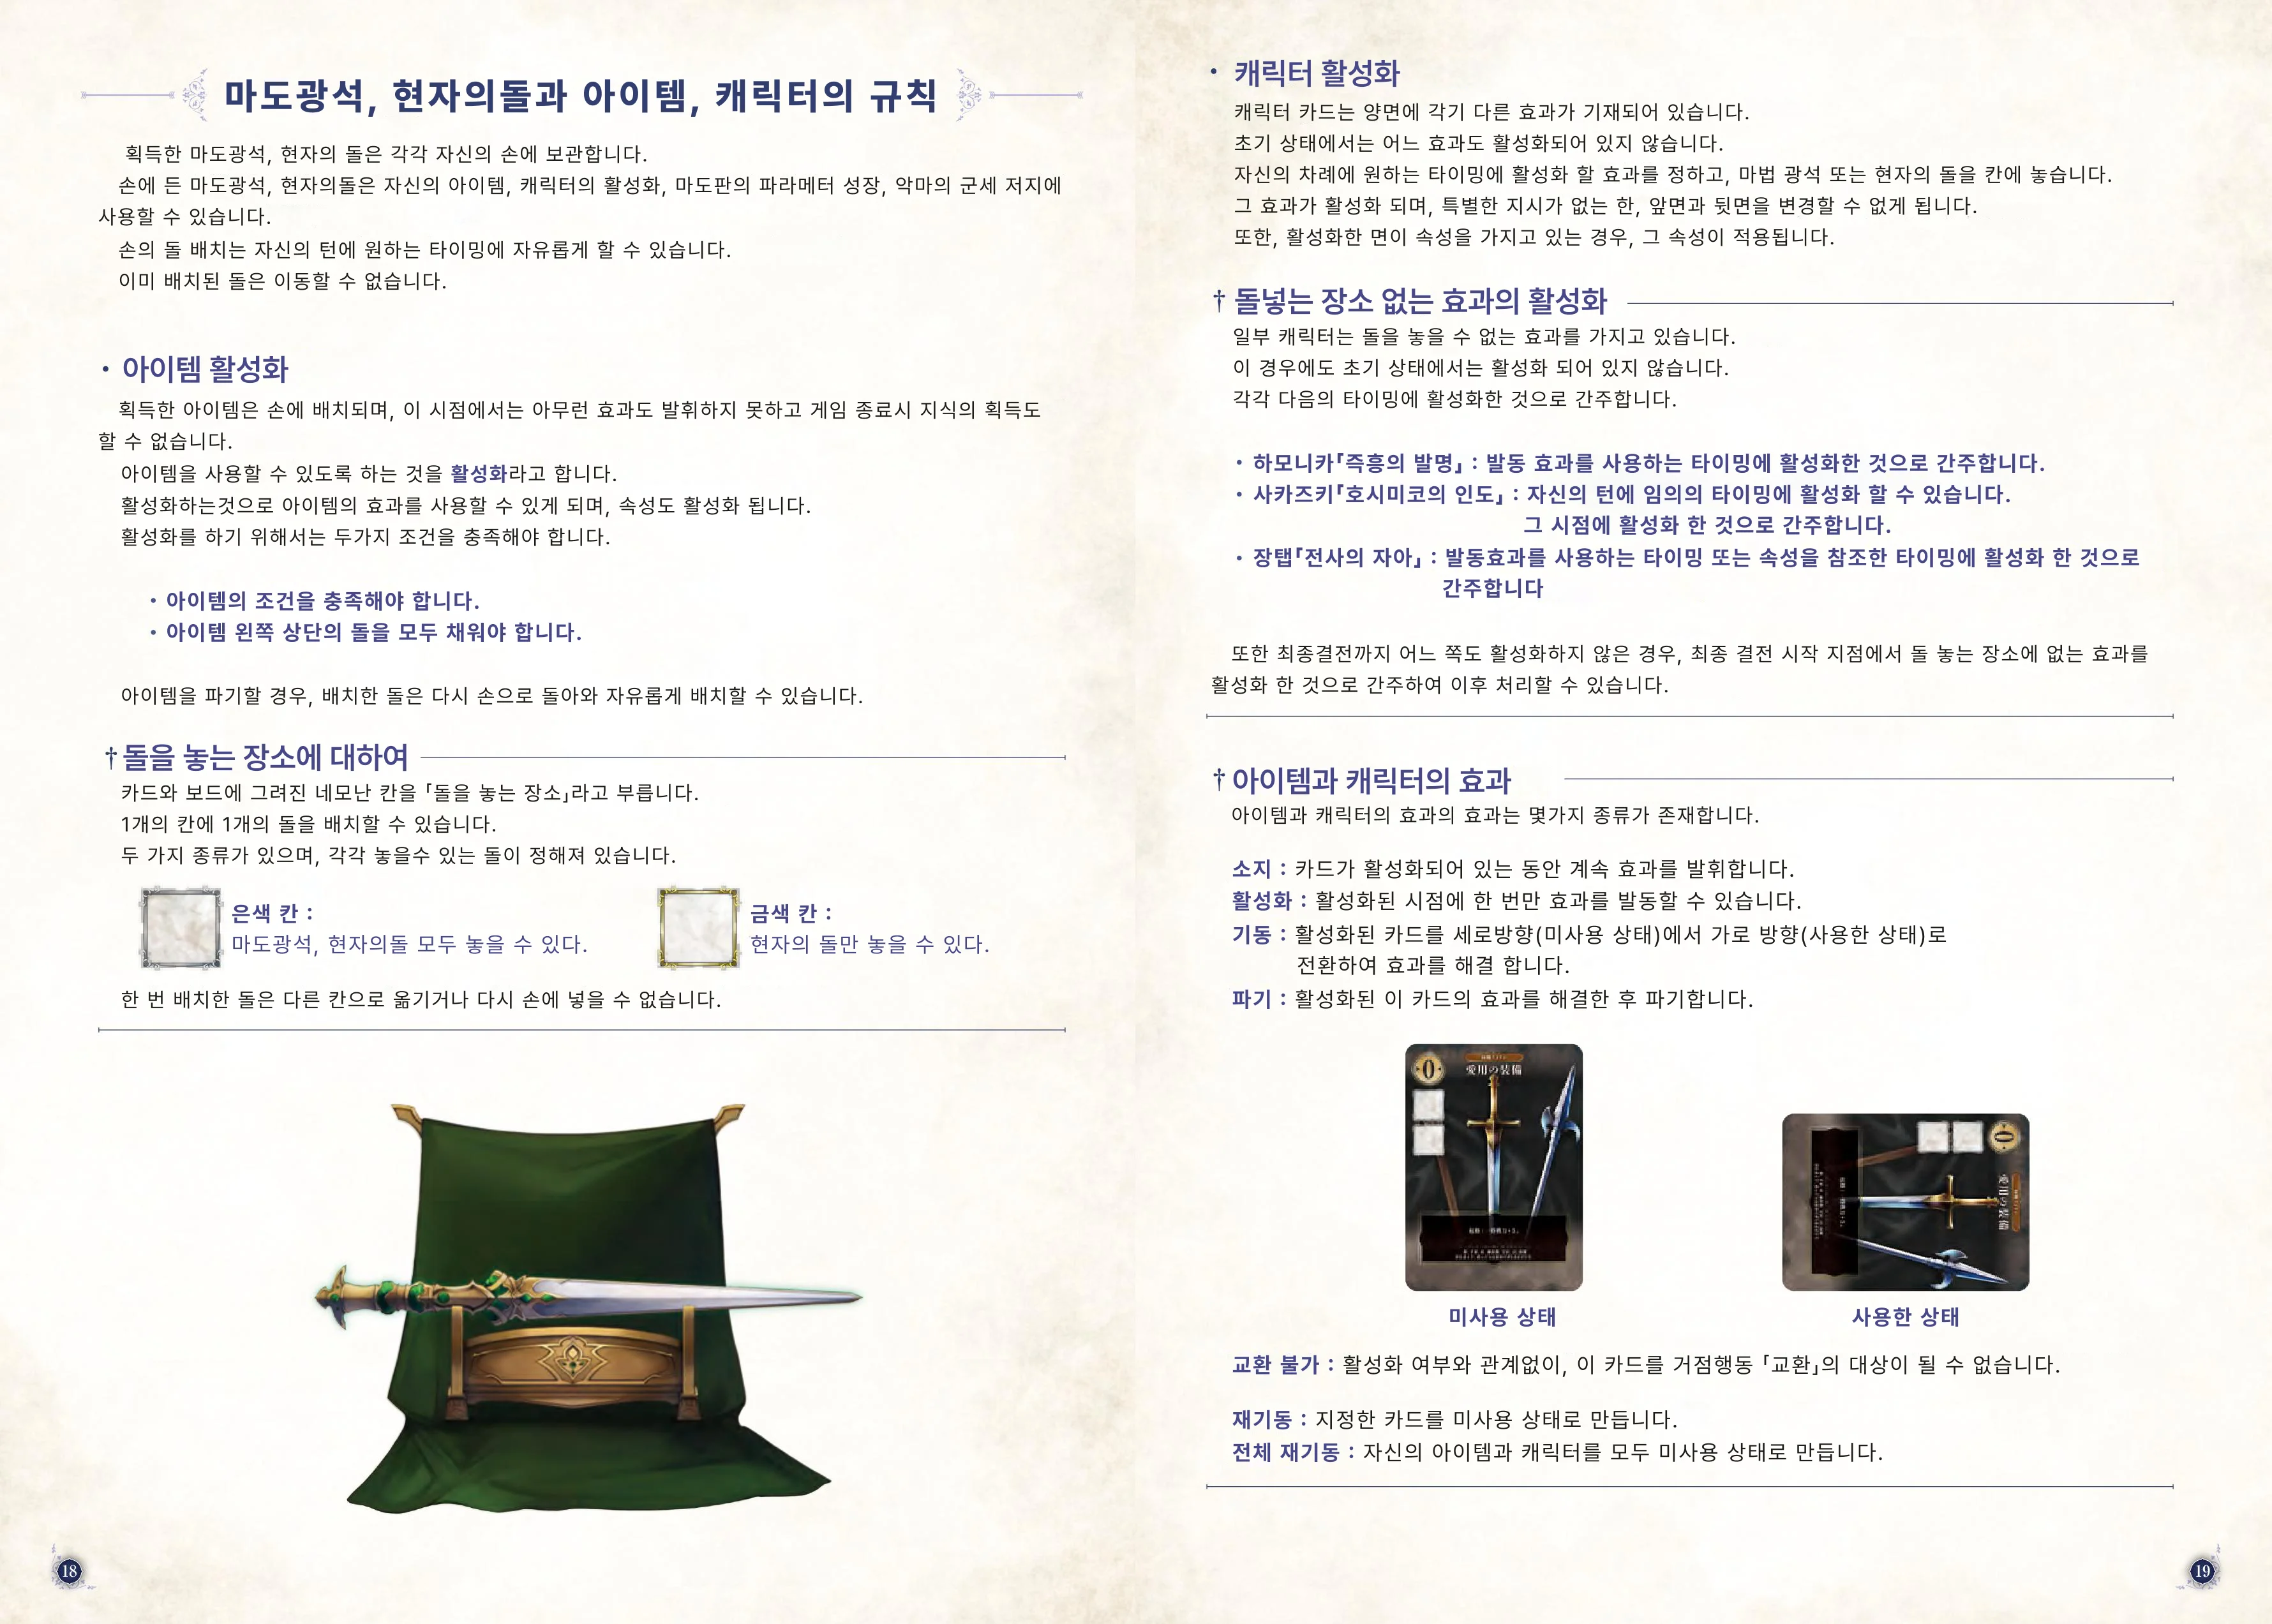 마도광석, 현자의돌과 아이템, 캐릭터의 규칙
획득한 마도광석, 현자의 돌은 각각 자신의 손에 보관합니다.
손에 든 마도광석, 현자의돌은 자신의 아이템, 캐릭터의 활성화, 마도판의 파라메터 성장, 악마의 군세 저지에
사용할 수 있습니다.
손의 돌 배치는 자신의 턴에 원하는 타이밍에 자유롭게 할 수 있습니다.
이미 배치된 돌은 이동할 수 없습니다.
• 아이템 활성화
획득한 아이템은 손에 배치되며, 이 시점에서는 아무런 효과도 발휘하지 못하고 게임 종료시 지식의 획득도
할 수 없습니다.
아이템을 사용할 수 있도록 하는 것을 활성화라고 합니다.
활성화하는것으로 아이템의 효과를 사용할 수 있게 되며, 속성도 활성화 됩니다.
활성화를 하기 위해서는 두가지 조건을 충족해야 합니다.
• 아이템의 조건을 충족해야 합니다.
• 아이템 왼쪽 상단의 돌을 모두 채워야 합니다.
아이템을 파기할 경우, 배치한 돌은 다시 손으로 돌아와 자유롭게 배치할 수 있습니다.
†돌을 놓는 장소에 대하여
카드와 보드에 그려진 네모난 칸을 「돌을 놓는 장소」라고 부릅니다.
1개의 칸에 1개의 돌을 배치할 수 있습니다.
두 가지 종류가 있으며, 각각 놓을수 있는 돌이 정해져 있습니다.
은색 칸 :
마도광석, 현자의돌 모두 놓을 수 있다.
금색 칸 :
현자의 돌만 놓을 수 있다.
한 번 배치한 돌은 다른 칸으로 옮기거나 다시 손에 넣을 수 없습니다.
18
• 캐릭터 활성화
캐릭터 카드는 양면에 각기 다른 효과가 기재되어 있습니다.
초기 상태에서는 어느 효과도 활성화되어 있지 않습니다.
자신의 차례에 원하는 타이밍에 활성화 할 효과를 정하고, 마법 광석 또는 현자의 돌을 칸에 놓습니다.
그 효과가 활성화 되며, 특별한 지시가 없는 한, 앞면과 뒷면을 변경할 수 없게 됩니다.
또한, 활성화한 면이 속성을 가지고 있는 경우, 그 속성이 적용됩니다.
† 돌넣는 장소 없는 효과의 활성화
일부 캐릭터는 돌을 놓을 수 없는 효과를 가지고 있습니다.
이 경우에도 초기 상태에서는 활성화 되어 있지 않습니다.
각각 다음의 타이밍에 활성화한 것으로 간주합니다.
• 하모니카『즉흥의 발명』 : 발동 효과를 사용하는 타이밍에 활성화한 것으로 간주합니다.
• 사카즈키『호시미코의 인도』 : 자신의 턴에 임의의 타이밍에 활성화 할 수 있습니다.
그 시점에 활성화 한 것으로 간주합니다.
• 장탭『전사의 자아』 : 발동효과를 사용하는 타이밍 또는 속성을 참조한 타이밍에 활성화 한 것으로
간주합니다
또한 최종결전까지 어느 쪽도 활성화하지 않은 경우, 최종 결전 시작 지점에서 돌 놓는 장소에 없는 효과를
활성화 한 것으로 간주하여 이후 처리할 수 있습니다.
† 아이템과 캐릭터의 효과
아이템과 캐릭터의 효과의 효과는 몇가지 종류가 존재합니다.
소지 : 카드가 활성화되어 있는 동안 계속 효과를 발휘합니다.
활성화 : 활성화된 시점에 한 번만 효과를 발동할 수 있습니다.
기동 : 활성화된 카드를 세로방향(미사용 상태)에서 가로 방향(사용한 상태)로
전환하여 효과를 해결 합니다.
파기 : 활성화된 이 카드의 효과를 해결한 후 파기합니다.
0
愛用の装備
0
愛用の装備
미사용 상태
사용한 상태
교환 불가 : 활성화 여부와 관계없이, 이 카드를 거점행동 「교환」의 대상이 될 수 없습니다.
재기동 : 지정한 카드를 미사용 상태로 만듭니다.
전체 재기동 : 자신의 아이템과 캐릭터를 모두 미사용 상태로 만듭니다.
19